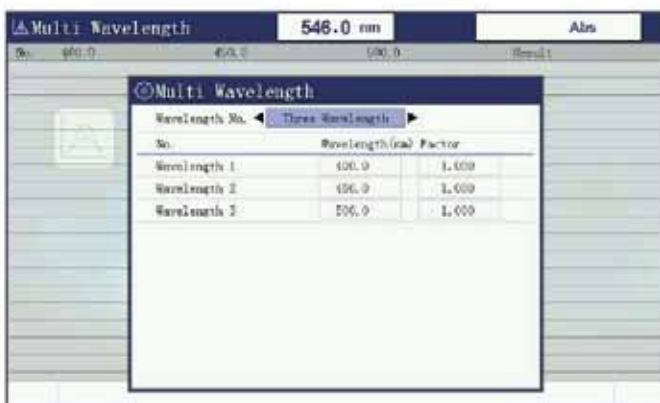 Multi Wavelength 546.0 nm Abs
No. 400.0 450.0 500.0 Result
Multi Wavelength
Wavelength No. Three Wavelength
No. Wavelength(nm) Factor
Wavelength 1 400.0 1.000
Wavelength 2 450.0 1.000
Wavelength 3 500.0 1.000